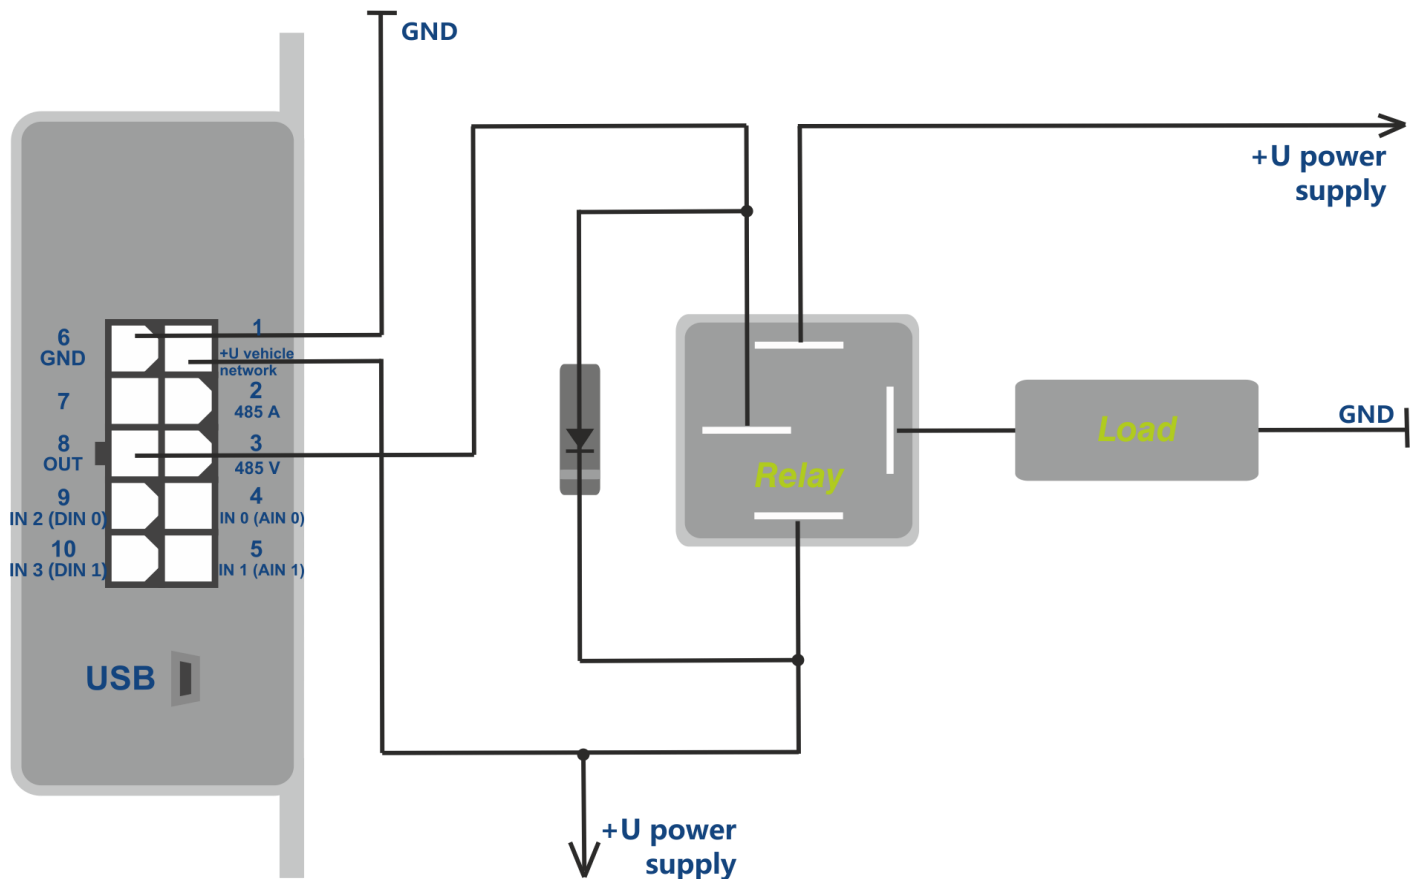 GND
+U power
supply
6
GND
1
+U vehicle
network
7
2
485 A
8
OUT
3
485 V
9
IN 2 (DIN 0)
4
IN 0 (AIN 0)
10
IN 3 (DIN 1)
5
IN 1 (AIN 1)
USB
Relay
Load
GND
+U power
supply